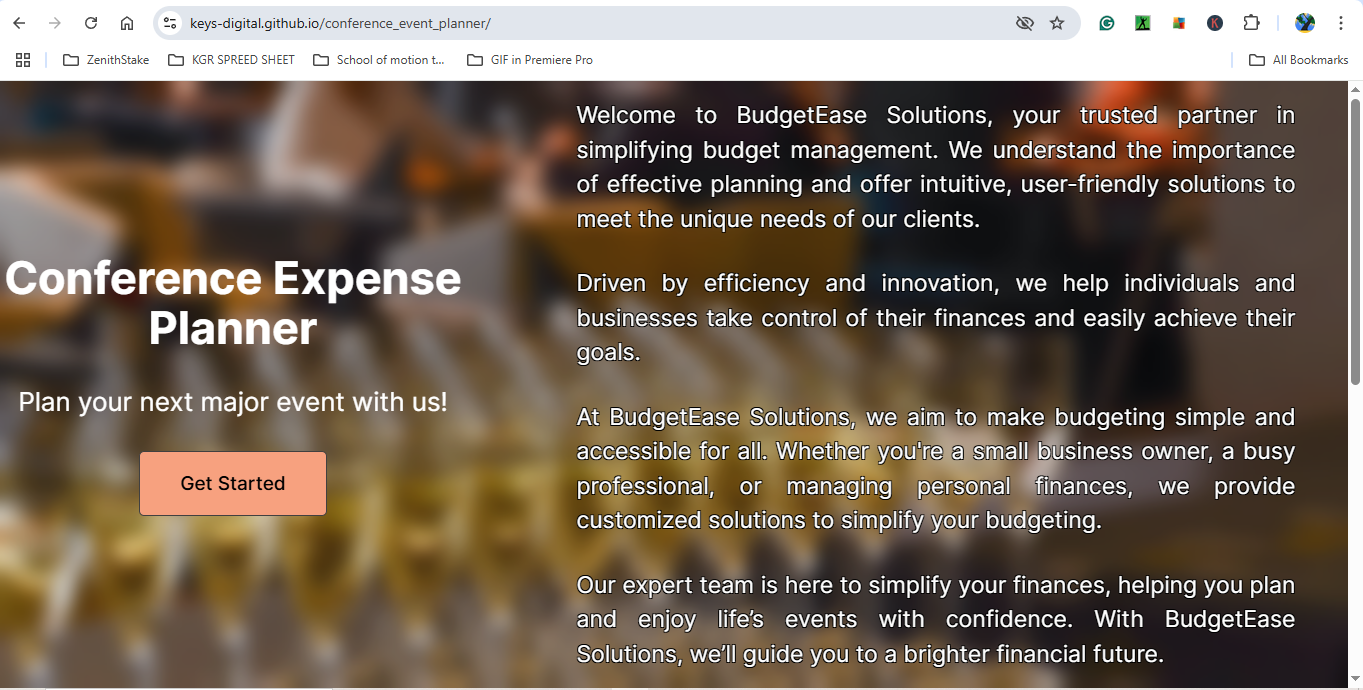 keys-digital.github.io/conference_event_planner/
ZenithStake
KGR SPREED SHEET
School of motion t...
GIF in Premiere Pro
All Bookmarks
Conference Expense
Planner
Plan your next major event with us!
Get Started
Welcome to BudgetEase Solutions, your trusted partner in
simplifying budget management. We understand the importance
of effective planning and offer intuitive, user-friendly solutions to
meet the unique needs of our clients.
Driven by efficiency and innovation, we help individuals and
businesses take control of their finances and easily achieve their
goals.
At BudgetEase Solutions, we aim to make budgeting simple and
accessible for all. Whether you're a small business owner, a busy
professional, or managing personal finances, we provide
customized solutions to simplify your budgeting.
Our expert team is here to simplify your finances, helping you plan
and enjoy life’s events with confidence. With BudgetEase
Solutions, we’ll guide you to a brighter financial future.